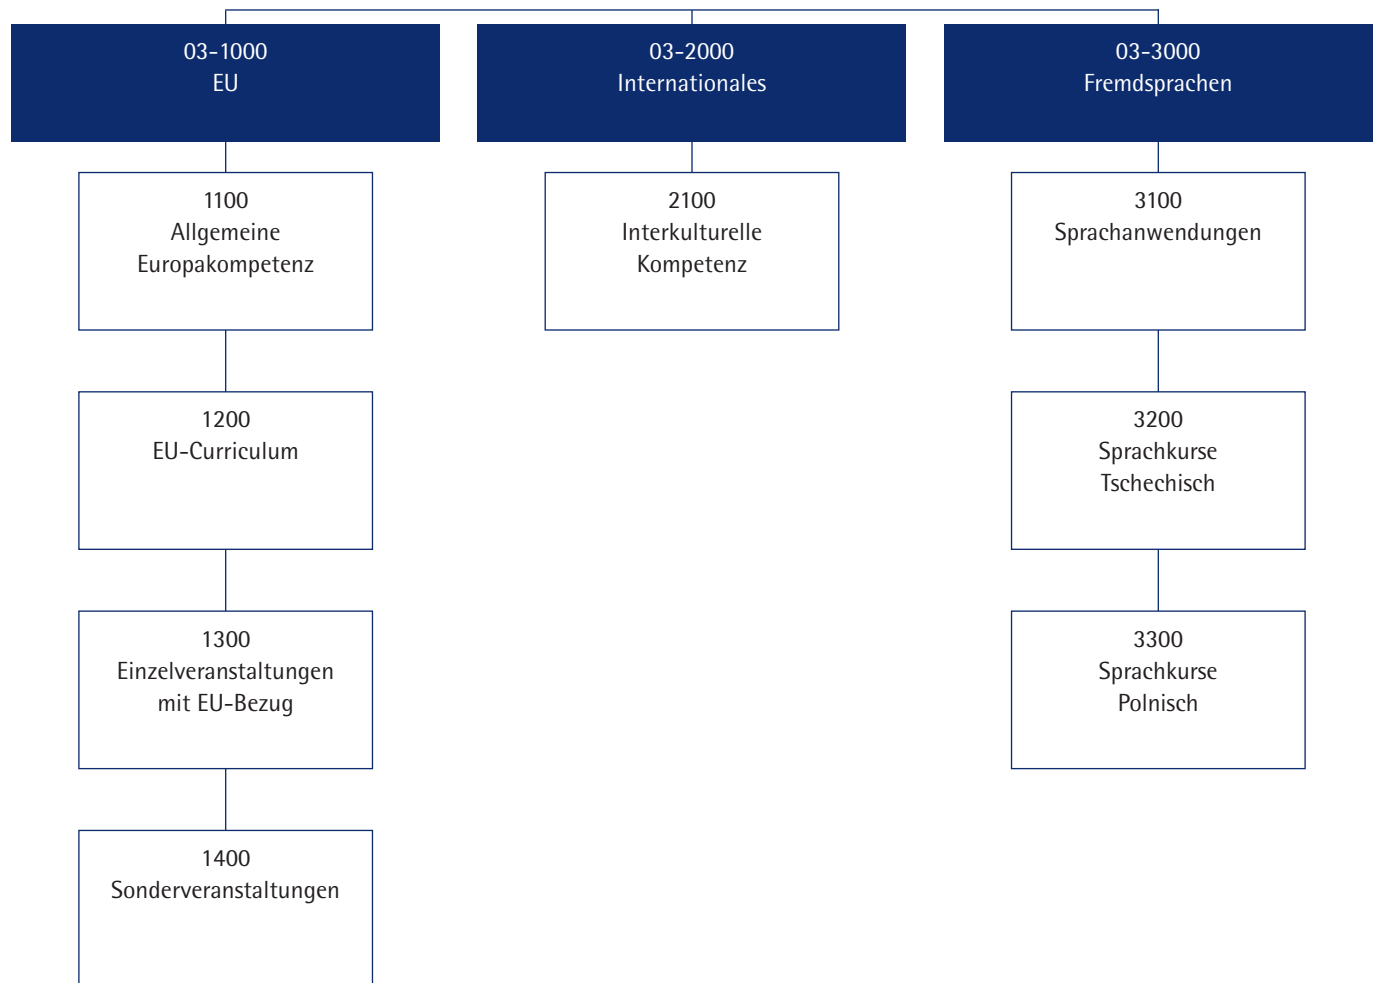 03-1000
EU
03-2000
Internationales
03-3000
Fremdsprachen
1100
Allgemeine
Europakompetenz
2100
Interkulturelle
Kompetenz
3100
Sprachanwendungen
1200
EU-Curriculum
3200
Sprachkurse
Tschechisch
1300
Einzelveranstaltungen
mit EU-Bezug
3300
Sprachkurse
Polnisch
1400
Sonderveranstaltungen